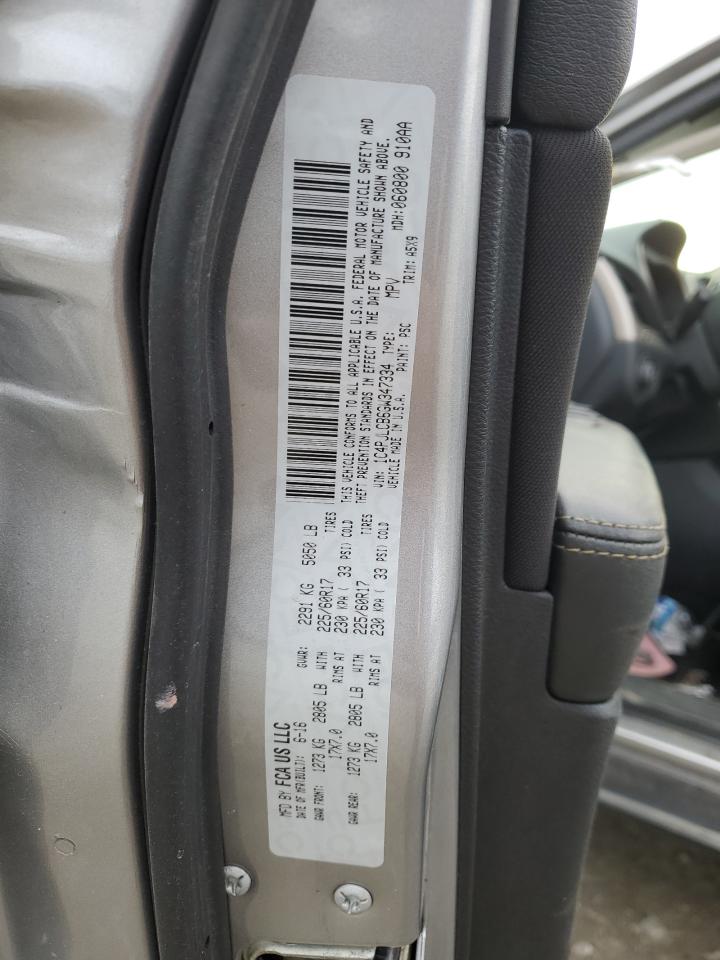 MFD BY FCA US LLC
DATE OF MFR(BUILT): 6-16 GVWR: 2291 KG 5050 LB
GAWR FRONT: 1273 KG 2805 LB WITH 225/60R17 TIRES
17X7.0 RIMS AT 230 KPA ( 33 PSI) COLD
GAWR REAR: 1273 KG 2805 LB WITH 225/60R17 TIRES
17X7.0 RIMS AT 230 KPA ( 33 PSI) COLD
THIS VEHICLE CONFORMS TO ALL APPLICABLE U.S.A. FEDERAL MOTOR VEHICLE SAFETY AND
THEFT PREVENTION STANDARDS IN EFFECT ON THE DATE OF MANUFACTURE SHOWN ABOVE.
VIN: 1C4PJLCB6GW347334 TYPE: MPV MDH:060800 910AA
VEHICLE MADE IN U.S.A. PAINT: PSC TRIM: A5X9